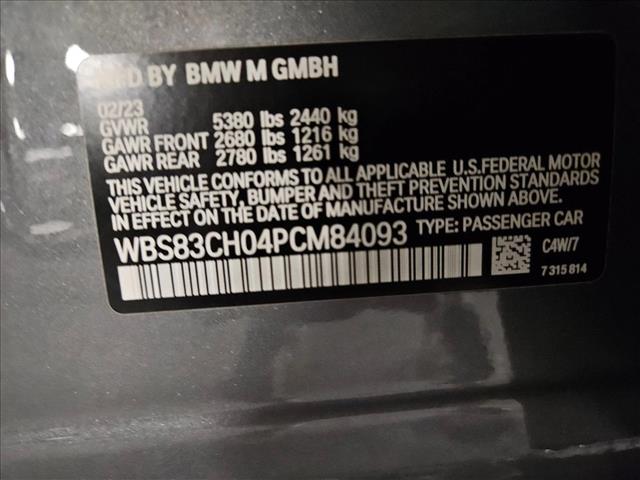 MFD BY BMW M GMBH
02/23
GVWR 5380 lbs 2440 kg
GAWR FRONT 2680 lbs 1216 kg
GAWR REAR 2780 lbs 1261 kg
THIS VEHICLE CONFORMS TO ALL APPLICABLE U.S.FEDERAL MOTOR
VEHICLE SAFETY, BUMPER AND THEFT PREVENTION STANDARDS
IN EFFECT ON THE DATE OF MANUFACTURE SHOWN ABOVE.
WBS83CH04PCM84093 TYPE: PASSENGER CAR
C4W/7
7 315 814